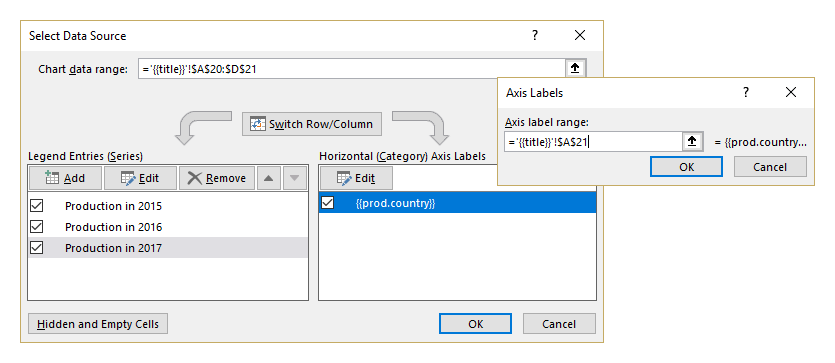 Select Data Source
? ✕
Chart data range: ='{{title}}'!$A$20:$D$21
Switch Row/Column
Legend Entries (Series)
Add Edit Remove
Production in 2015
Production in 2016
Production in 2017
Horizontal (Category) Axis Labels
Edit
{{prod.country}}
Hidden and Empty Cells
OK Cancel
Axis Labels
? ✕
Axis label range:
='{{title}}'!$A$21 = {{prod.country...
OK Cancel